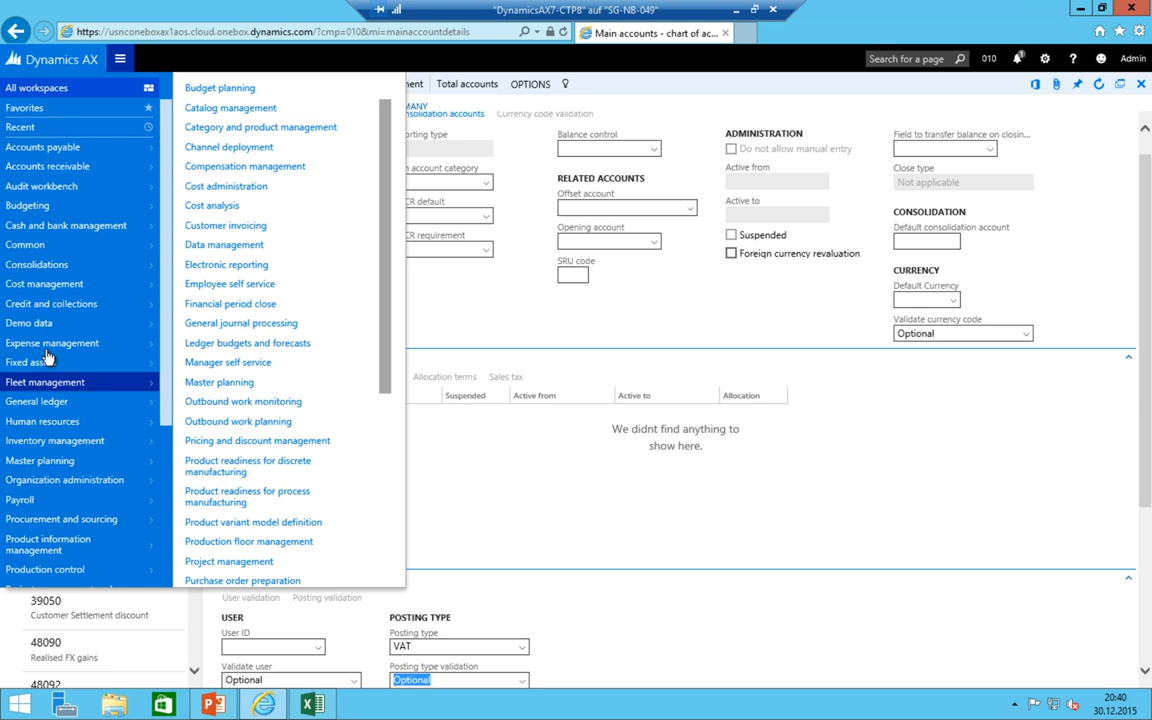 "DynamicsAX7-CTP8" auf "SG-NB-049"
https://usnconeboxax1aos.cloud.onebox.dynamics.com/?cmp=010&mi=mainaccountdetails
Main accounts - chart of ac...
Dynamics AX
Search for a page
010
1
Admin
Total accounts
OPTIONS
All workspaces
Favorites
Recent
Accounts payable
Accounts receivable
Audit workbench
Budgeting
Cash and bank management
Common
Consolidations
Cost management
Credit and collections
Demo data
Expense management
Fleet management
General ledger
Human resources
Inventory management
Master planning
Organization administration
Payroll
Procurement and sourcing
Product information
management
Production control
Budget planning
Catalog management
Category and product management
Channel deployment
Compensation management
Cost administration
Cost analysis
Customer invoicing
Data management
Electronic reporting
Employee self service
Financial period close
General journal processing
Ledger budgets and forecasts
Manager self service
Master planning
Outbound work monitoring
Outbound work planning
Pricing and discount management
Product readiness for discrete
manufacturing
Product readiness for process
manufacturing
Product variant model definition
Production floor management
Project management
Purchase order preparation
Currency code validation
Balance control
RELATED ACCOUNTS
Offset account
Opening account
SRU code
ADMINISTRATION
Do not allow manual entry
Active from
Active to
Suspended
Foreign currency revaluation
Field to transfer balance on closin...
Close type
Not applicable
CONSOLIDATION
Default consolidation account
CURRENCY
Default Currency
Validate currency code
Optional
Allocation terms
Sales tax
Suspended
Active from
Active to
Allocation
We didnt find anything to
show here.
39050
Customer Settlement discount
48090
Realised FX gains
48092
User validation
Posting validation
USER
User ID
Validate user
Optional
POSTING TYPE
Posting type
VAT
Posting type validation
Optional
20:40
30.12.2015